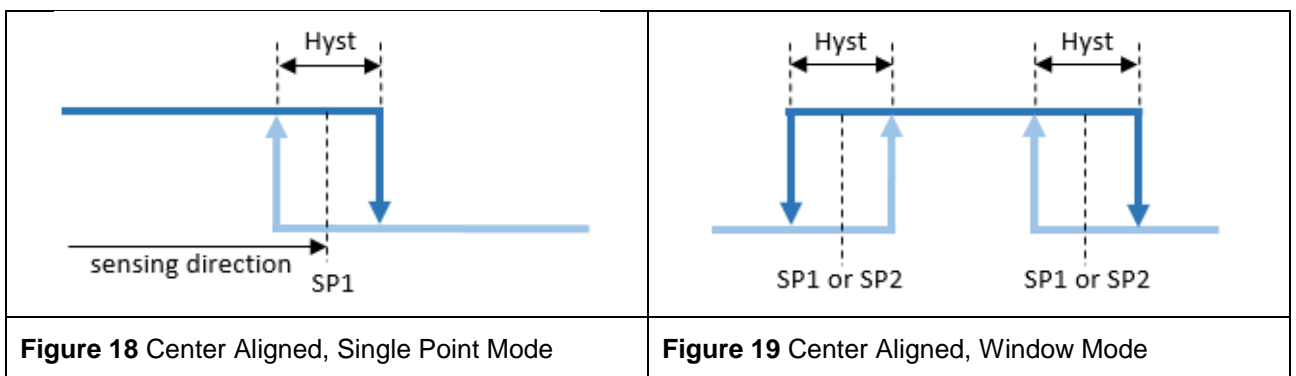 Hyst
sensing direction
SP1
Hyst
Hyst
SP1 or SP2
SP1 or SP2
Figure 18 Center Aligned, Single Point Mode
Figure 19 Center Aligned, Window Mode